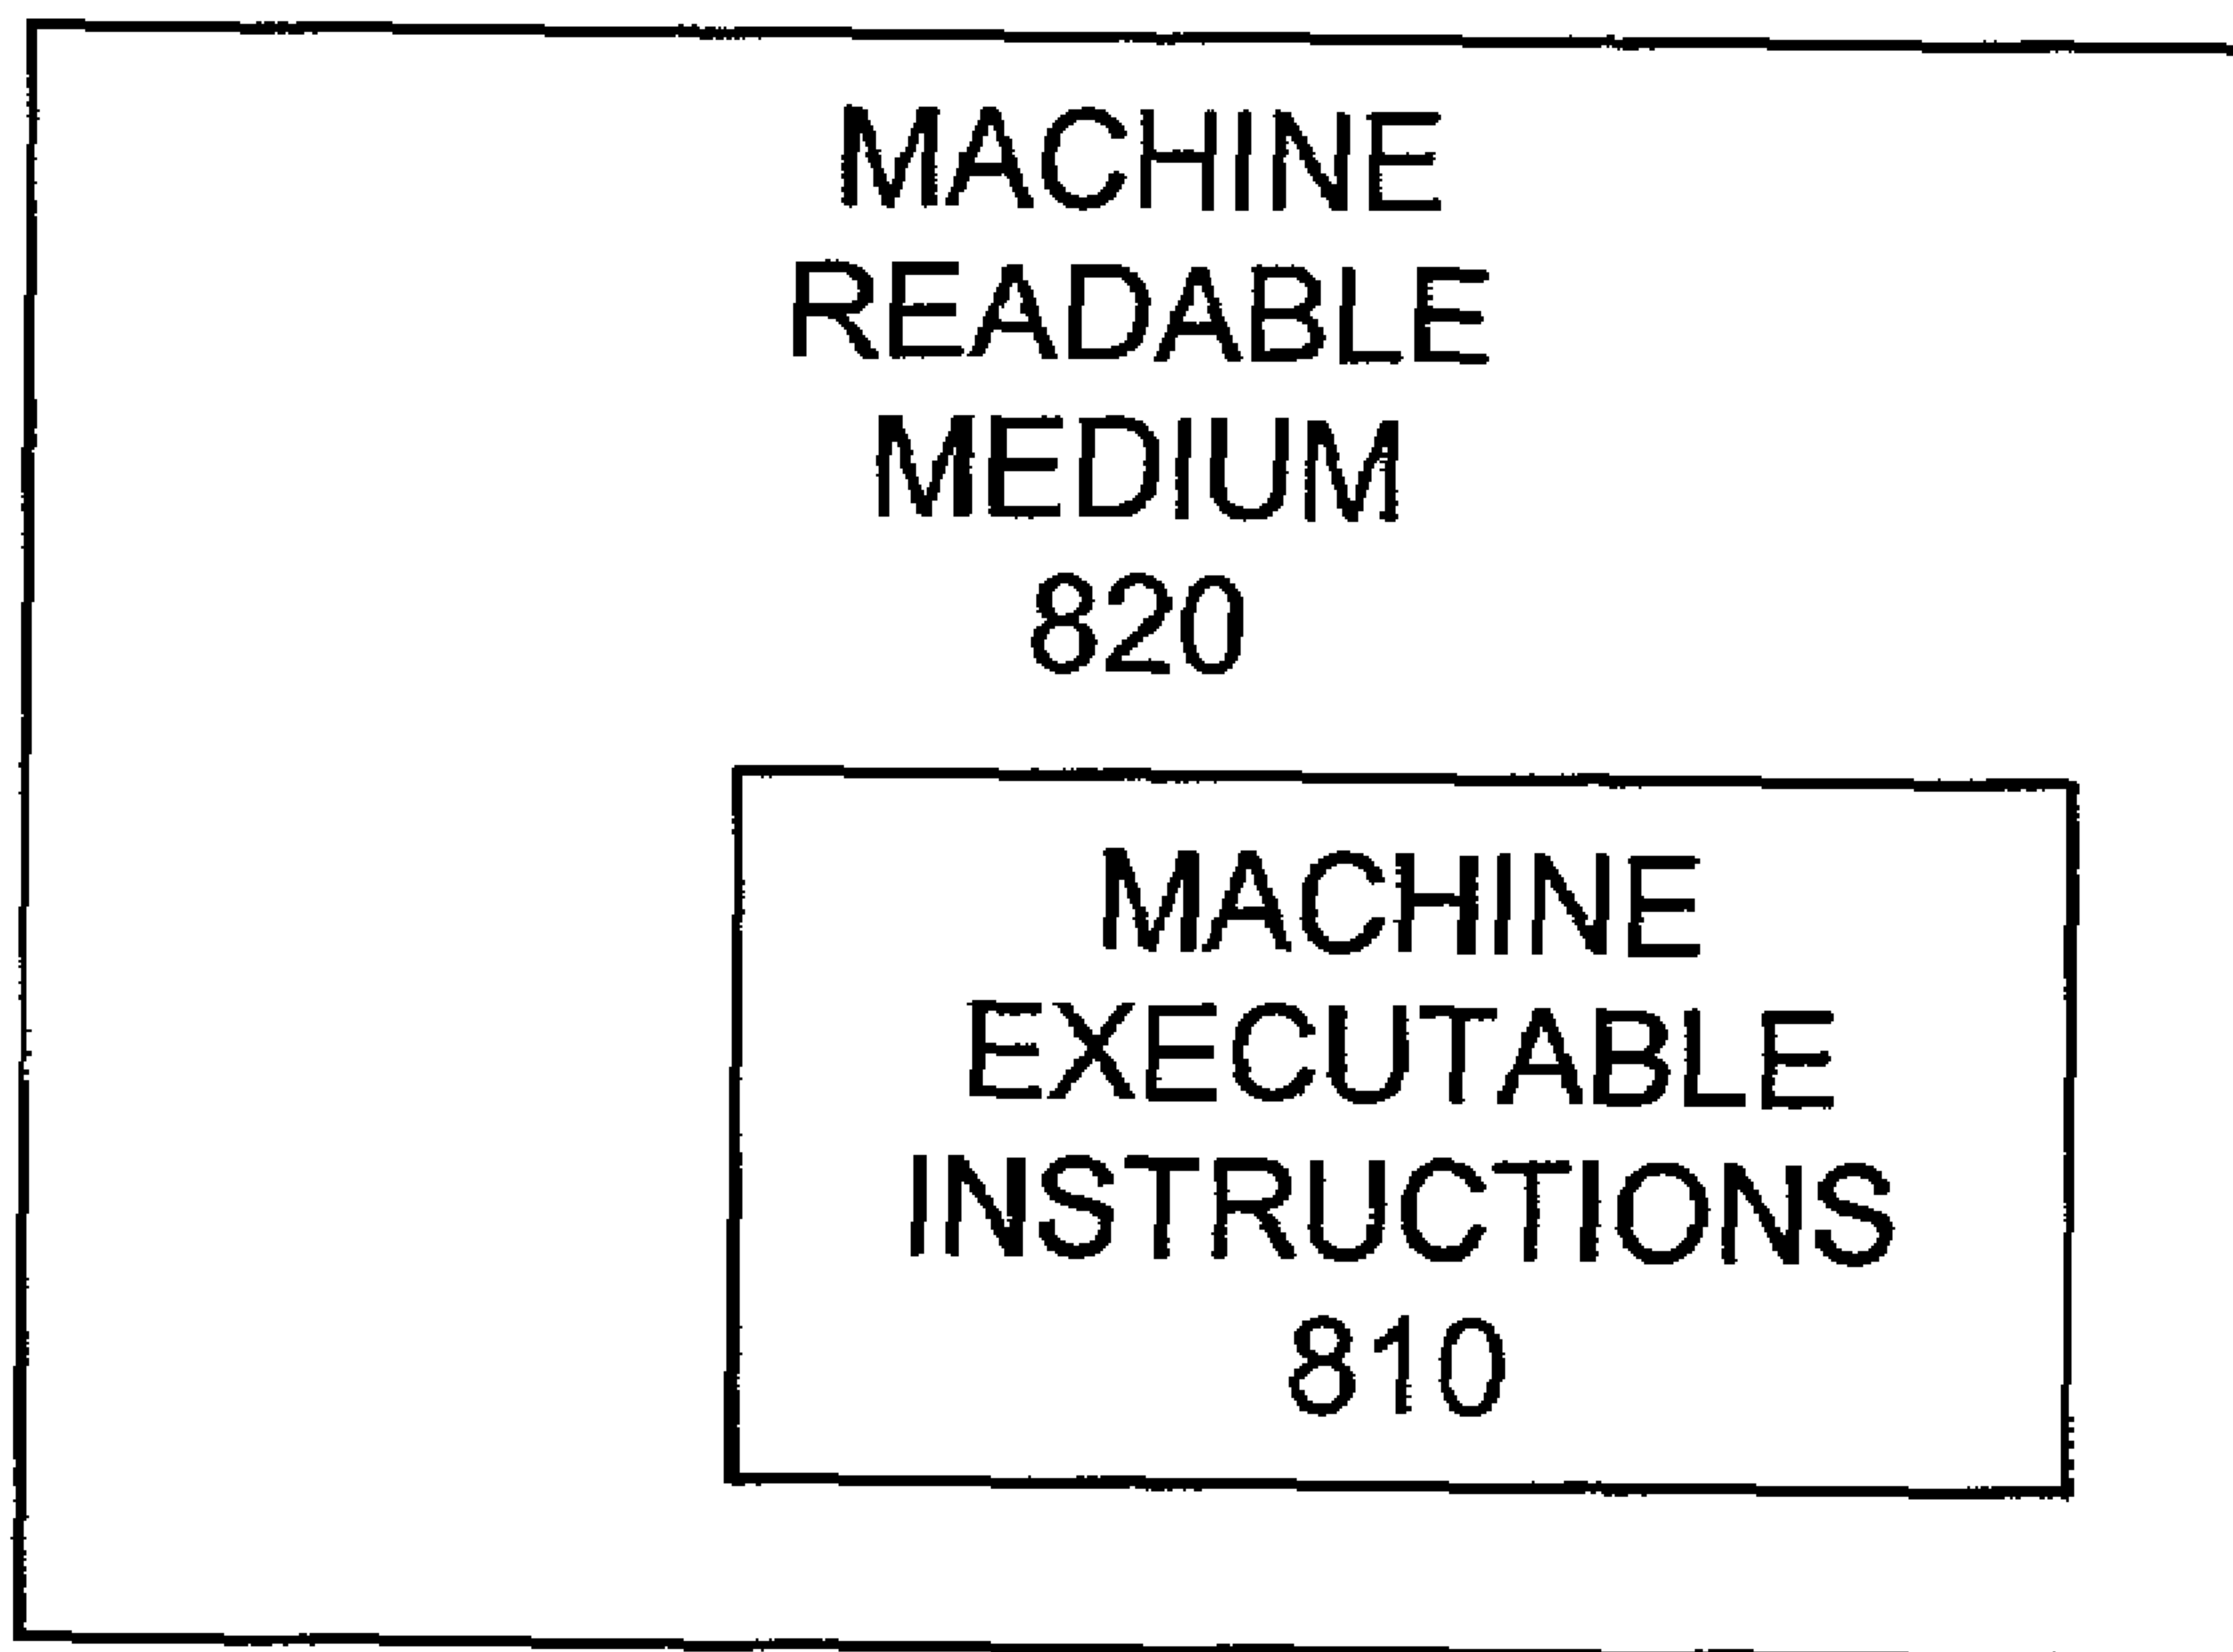 MACHINE
READABLE
MEDIUM
820
MACHINE
EXECUTABLE
INSTRUCTIONS
810